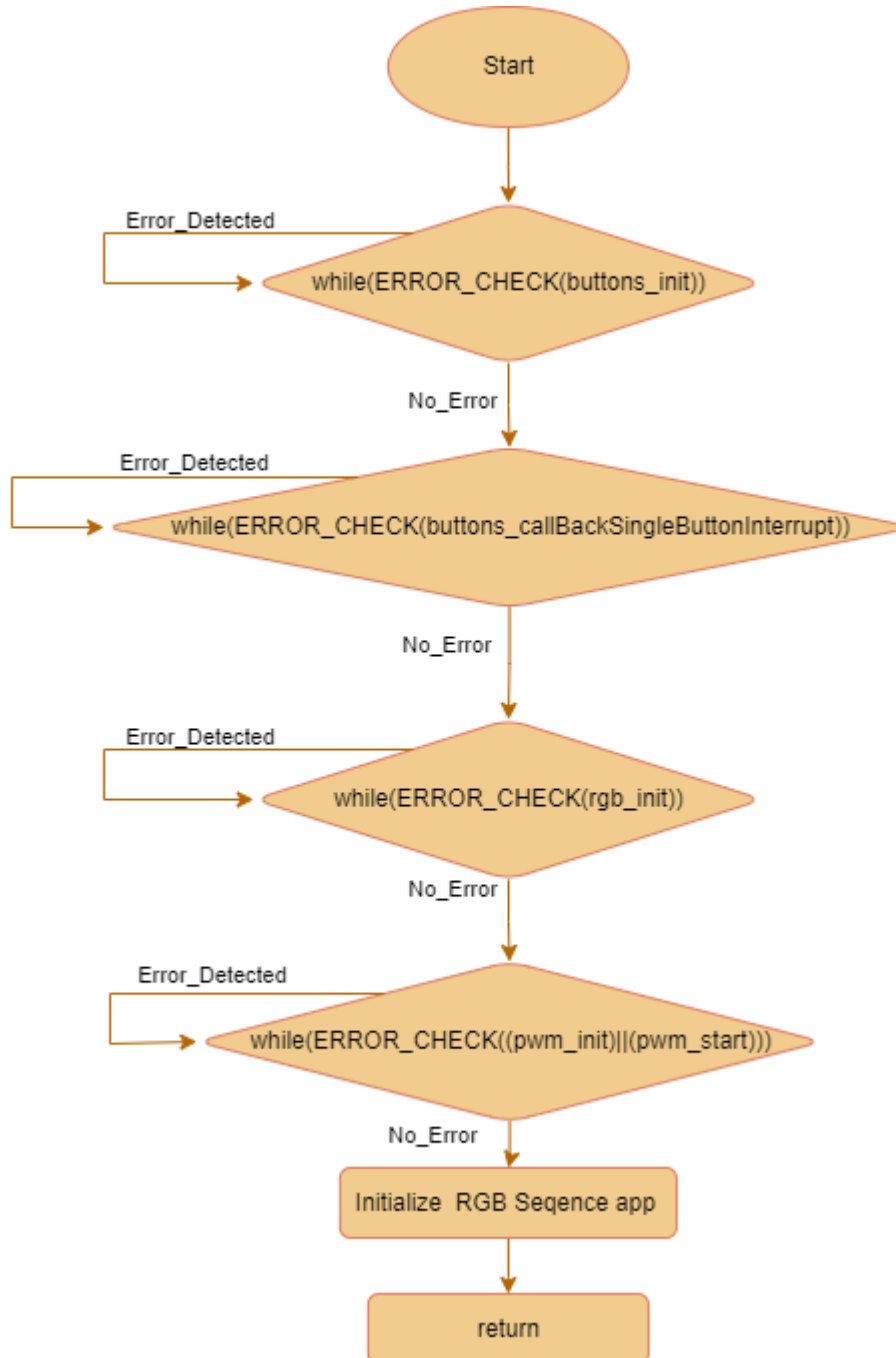 Start
Error_Detected
while(ERROR_CHECK(buttons_init))
No_Error
Error_Detected
while(ERROR_CHECK(buttons_callBackSingleButtonInterrupt))
No_Error
Error_Detected
while(ERROR_CHECK(rgb_init))
No_Error
Error_Detected
while(ERROR_CHECK((pwm_init)||(pwm_start)))
No_Error
Initialize RGB Seqence app
return